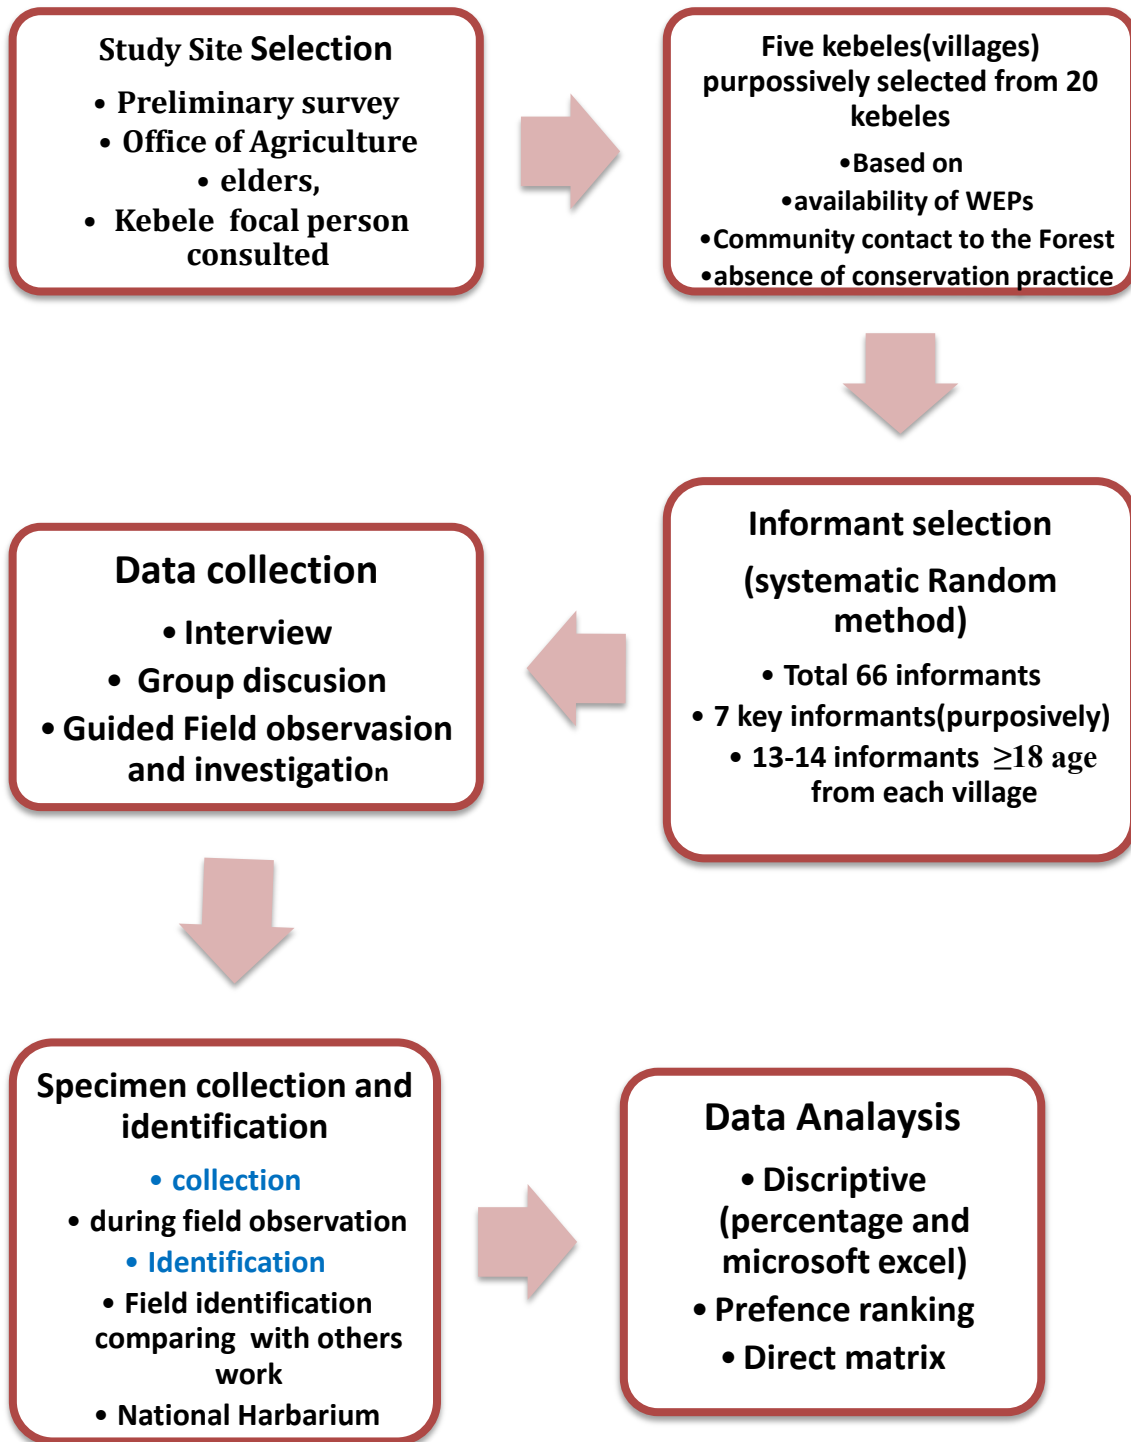 Study Site Selection
• Preliminary survey
• Office of Agriculture
• elders,
• Kebele focal person
consulted
Five kebeles(villages)
purpossively selected from 20
kebeles
•Based on
•availability of WEPs
•Community contact to the Forest
•absence of conservation practice
Informant selection
(systematic Random
method)
• Total 66 informants
• 7 key informants(purposively)
• 13-14 informants ≥18 age
from each village
Data collection
• Interview
• Group discusion
• Guided Field observasion
and investigation
Specimen collection and
identification
• collection
• during field observation
• Identification
• Field identification
comparing with others
work
• National Harbarium
Data Analaysis
• Discriptive
(percentage and
microsoft excel)
• Prefence ranking
• Direct matrix